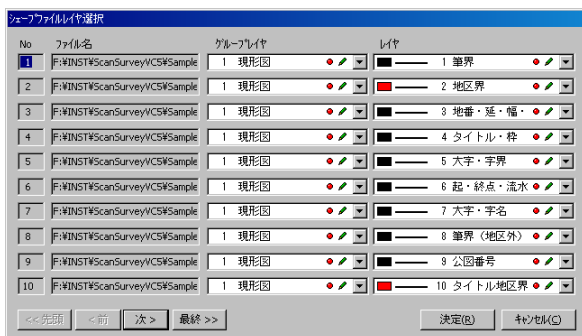 シェープファイルレイヤ選択
No ファイル名 グループレイヤ レイヤ
1 F:¥INST¥ScanSurveyVC5¥Sample 1 現形図 1 筆界
2 F:¥INST¥ScanSurveyVC5¥Sample 1 現形図 2 地区界
3 F:¥INST¥ScanSurveyVC5¥Sample 1 現形図 3 地番・延・幅・
4 F:¥INST¥ScanSurveyVC5¥Sample 1 現形図 4 タイトル・枠
5 F:¥INST¥ScanSurveyVC5¥Sample 1 現形図 5 大字・字界
6 F:¥INST¥ScanSurveyVC5¥Sample 1 現形図 6 起・終点・流水
7 F:¥INST¥ScanSurveyVC5¥Sample 1 現形図 7 大字・字名
8 F:¥INST¥ScanSurveyVC5¥Sample 1 現形図 8 筆界（地区外）
9 F:¥INST¥ScanSurveyVC5¥Sample 1 現形図 9 公図番号
10 F:¥INST¥ScanSurveyVC5¥Sample 1 現形図 10 タイトル地区界
<<先頭 <前 次> 最終>> 決定(R) キャンセル(C)